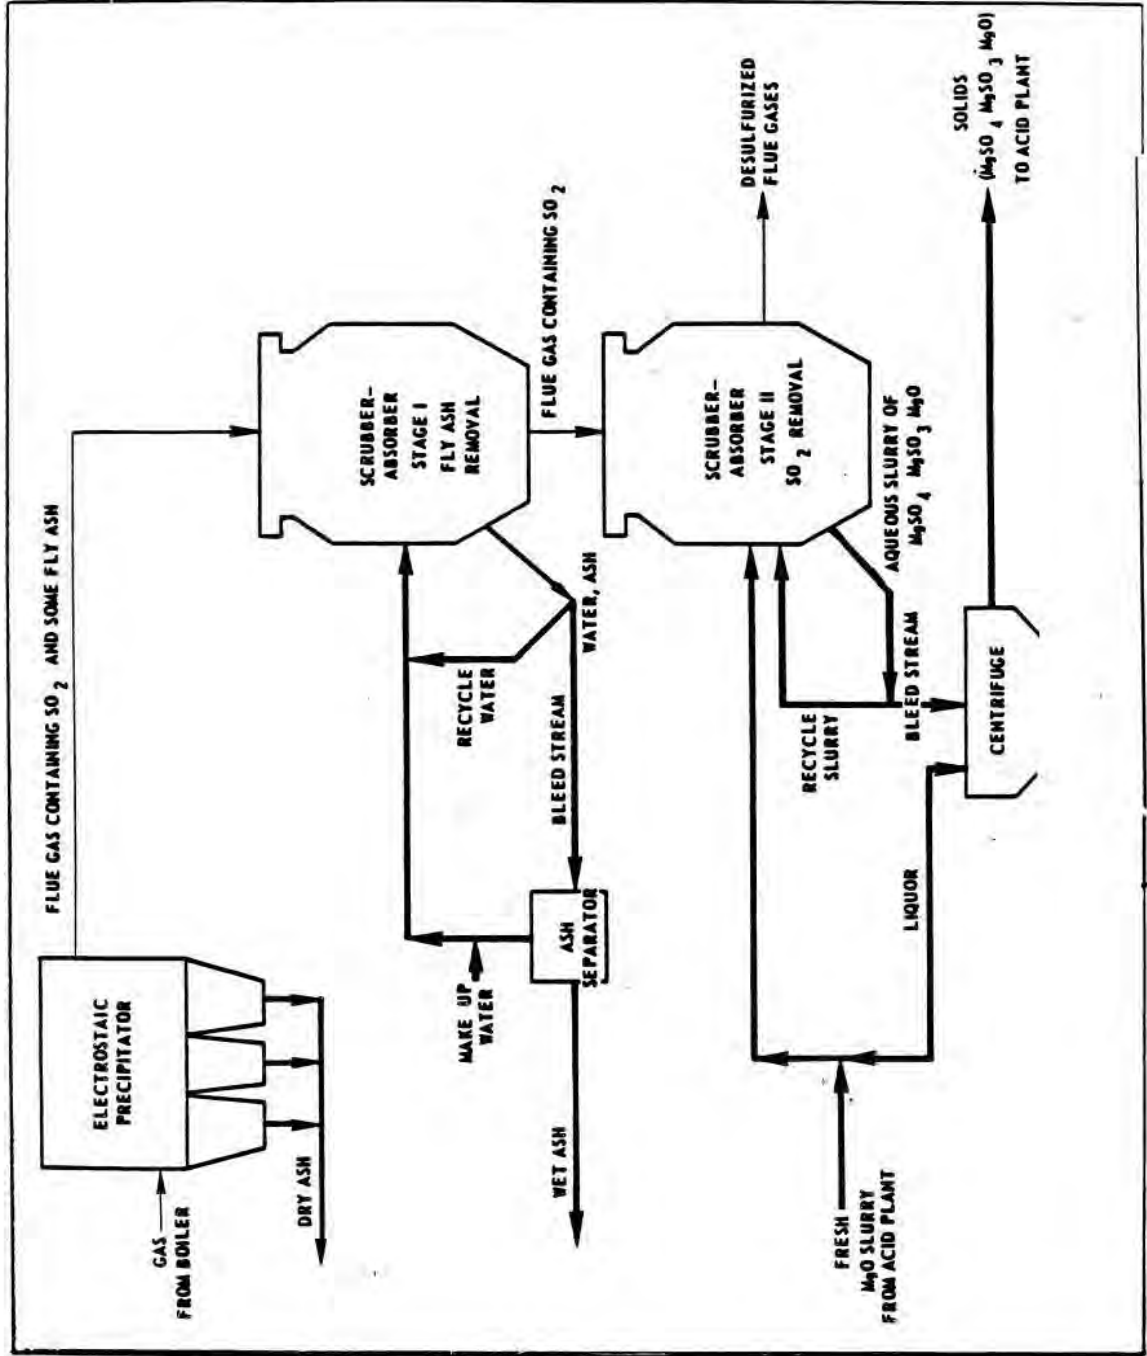 ELECTROSTAIC
PRECIPITATOR
GAS
FROM BOILER
DRY ASH
FLUE GAS CONTAINING SO2 AND SOME FLY ASH
SCRUBBER-
ABSORBER
STAGE I
FLY ASH
REMOVAL
FLUE GAS CONTAINING SO2
WATER, ASH
RECYCLE
WATER
BLEED STREAM
MAKE UP
WATER
ASH
SEPARATOR
WET ASH
SCRUBBER-
ABSORBER
STAGE II
SO2 REMOVAL
DESULFURIZED
FLUE GASES
AQUEOUS SLURRY OF
MgSO4 MgSO3 MgO
RECYCLE
SLURRY
BLEED STREAM
CENTRIFUGE
LIQUOR
FRESH
MgO SLURRY
FROM ACID PLANT
SOLIDS
(MgSO4 MgSO3 MgO)
TO ACID PLANT